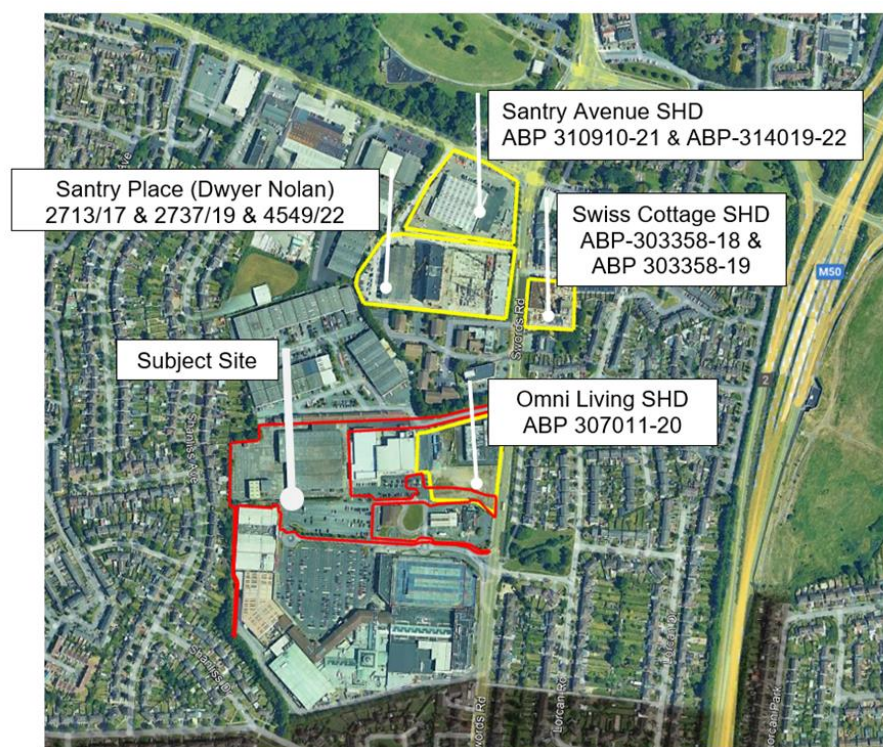 Santry Avenue SHD
ABP 310910-21 & ABP-314019-22
Santry Place (Dwyer Nolan)
2713/17 & 2737/19 & 4549/22
Swiss Cottage SHD
ABP-303358-18 &
ABP 303358-19
M50
Swords Rd
Subject Site
2
Omni Living SHD
ABP 307011-20
Lorcan Rd